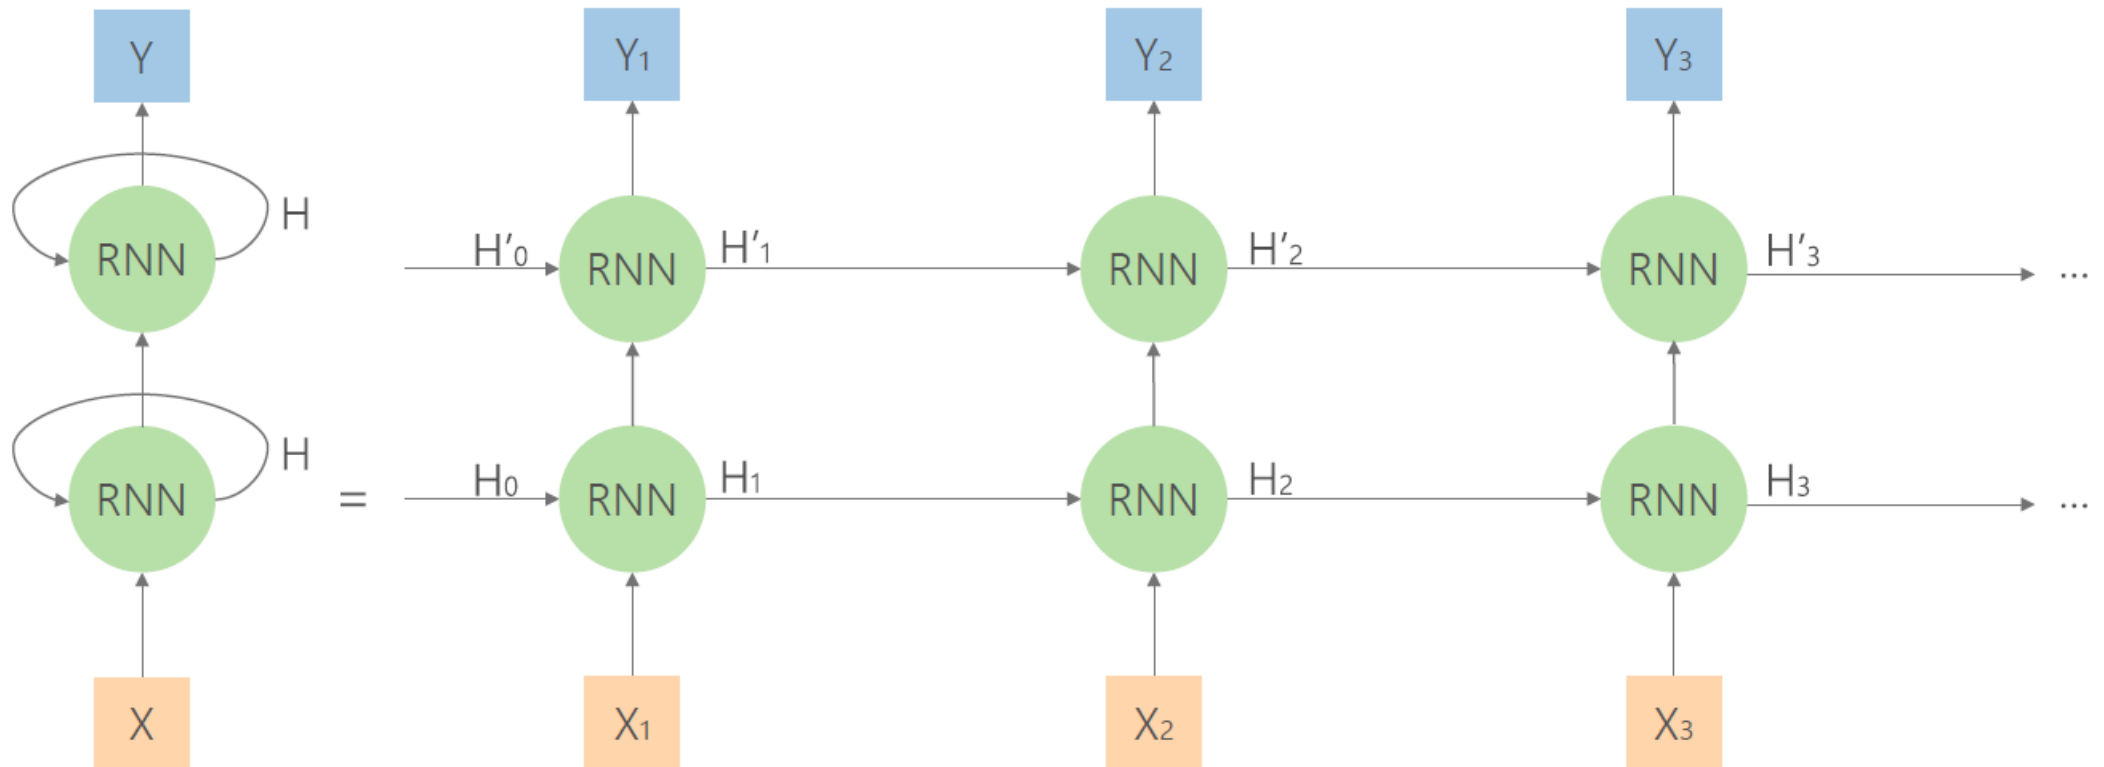 Y Y₁ Y₂ Y₃
H
RNN H'₀ RNN H'₁ RNN H'₂ RNN H'₃ ...
H
RNN = H₀ RNN H₁ RNN H₂ RNN H₃ ...
X X₁ X₂ X₃